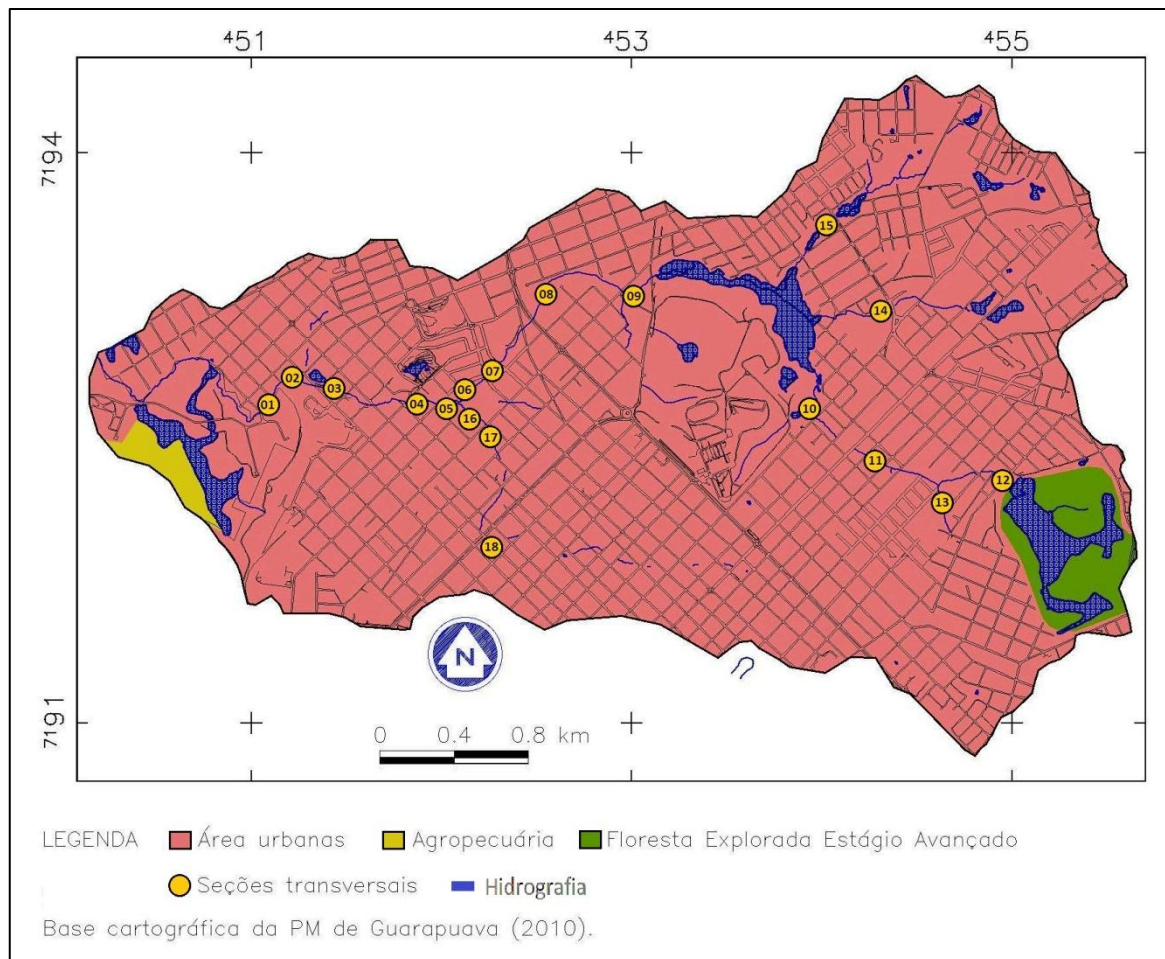 ⁴51 ⁴53 ⁴55
7194
15
08 09
14
07
02
03 06
01 04 05 10
16
17
11
12
13
18
N
7191
0 0.4 0.8 km
LEGENDA Área urbanas Agropecuária Floresta Explorada Estágio Avançado
Seções transversais Hidrografia
Base cartográfica da PM de Guarapuava (2010).